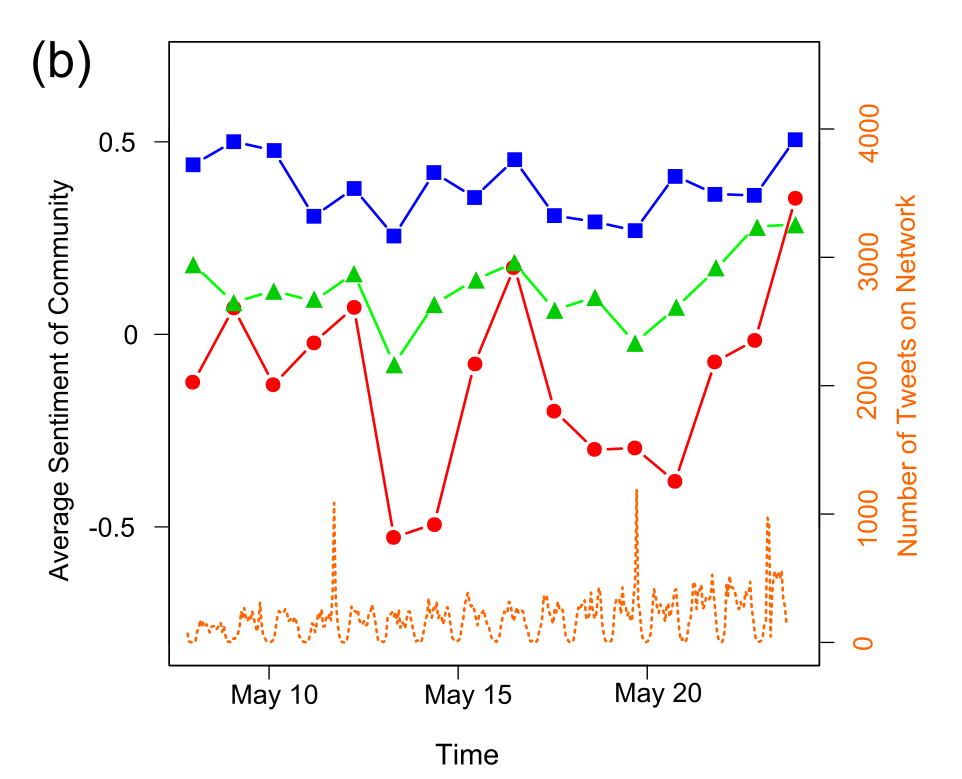 (b)
Average Sentiment of Community
0.5
0
-0.5
May 10
May 15
May 20
Time
4000
3000
2000
1000
0
Number of Tweets on Network